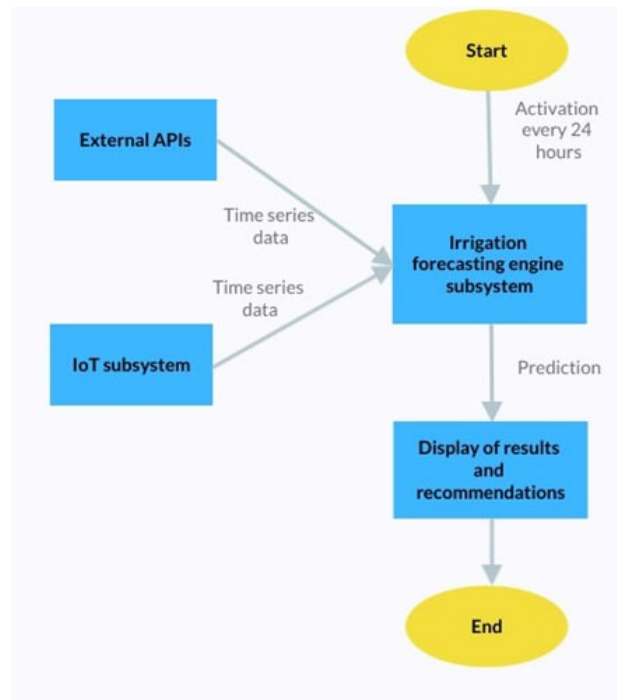 Start
Activation
every 24
hours
External APIs
Time series
data
Irrigation
forecasting engine
subsystem
Time series
data
IoT subsystem
Prediction
Display of results
and
recommendations
End